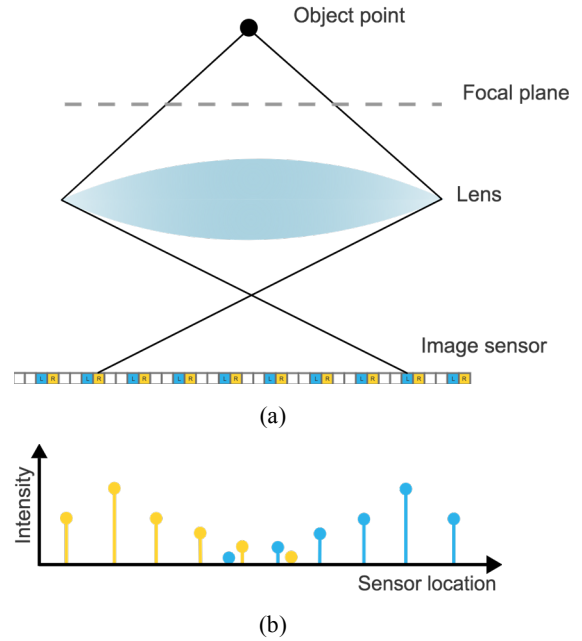 Object point
Focal plane
Lens
Image sensor
L R L R L R L R L R L R L R L R L R L R
(a)
Intensity
Sensor location
(b)